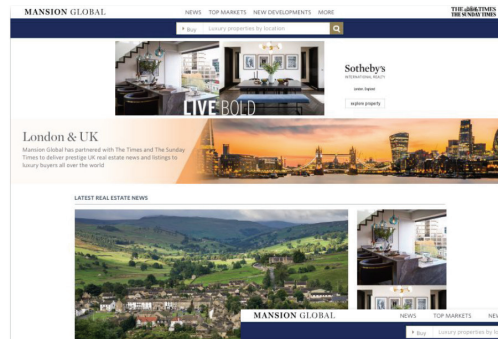 MANSION GLOBAL
NEWS TOP MARKETS NEW DEVELOPMENTS MORE
THE TIMES
THE SUNDAY TIMES
Buy Luxury properties by location
LIVE BOLD
Sotheby's
INTERNATIONAL REALTY
explore property
London & UK
Mansion Global has partnered with The Times and The Sunday
Times to deliver prestige UK real estate news and listings to
luxury buyers all over the world
LATEST REAL ESTATE NEWS
MANSION GLOBAL
NEWS TOP MARKETS NEW
Buy Luxury properties by lo